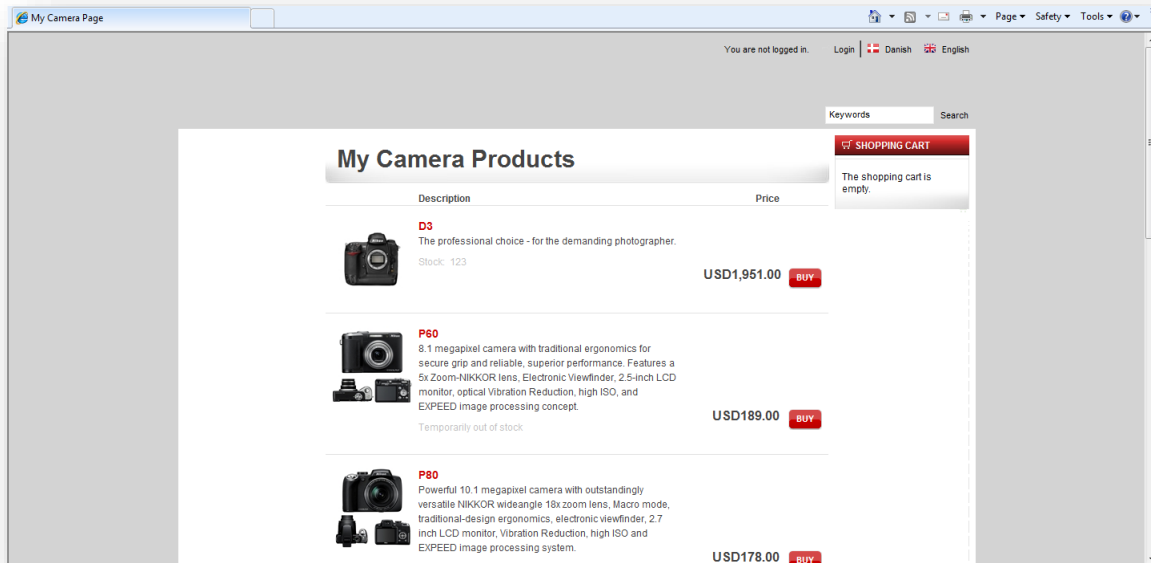 My Camera Page
Page
Safety
Tools
You are not logged in.
Login
Danish
English
Keywords
Search
My Camera Products
SHOPPING CART
The shopping cart is
empty.
Description
Price
D3
The professional choice - for the demanding photographer.
Stock: 123
USD1,951.00
BUY
P60
8.1 megapixel camera with traditional ergonomics for
secure grip and reliable, superior performance. Features a
5x Zoom-NIKKOR lens, Electronic Viewfinder, 2.5-inch LCD
monitor, optical Vibration Reduction, high ISO, and
EXPEED image processing concept.
Temporarily out of stock
USD189.00
BUY
P80
Powerful 10.1 megapixel camera with outstandingly
versatile NIKKOR wideangle 18x zoom lens, Macro mode,
traditional-design ergonomics, electronic viewfinder, 2.7
inch LCD monitor, Vibration Reduction, high ISO and
EXPEED image processing system.
USD178.00
BUY